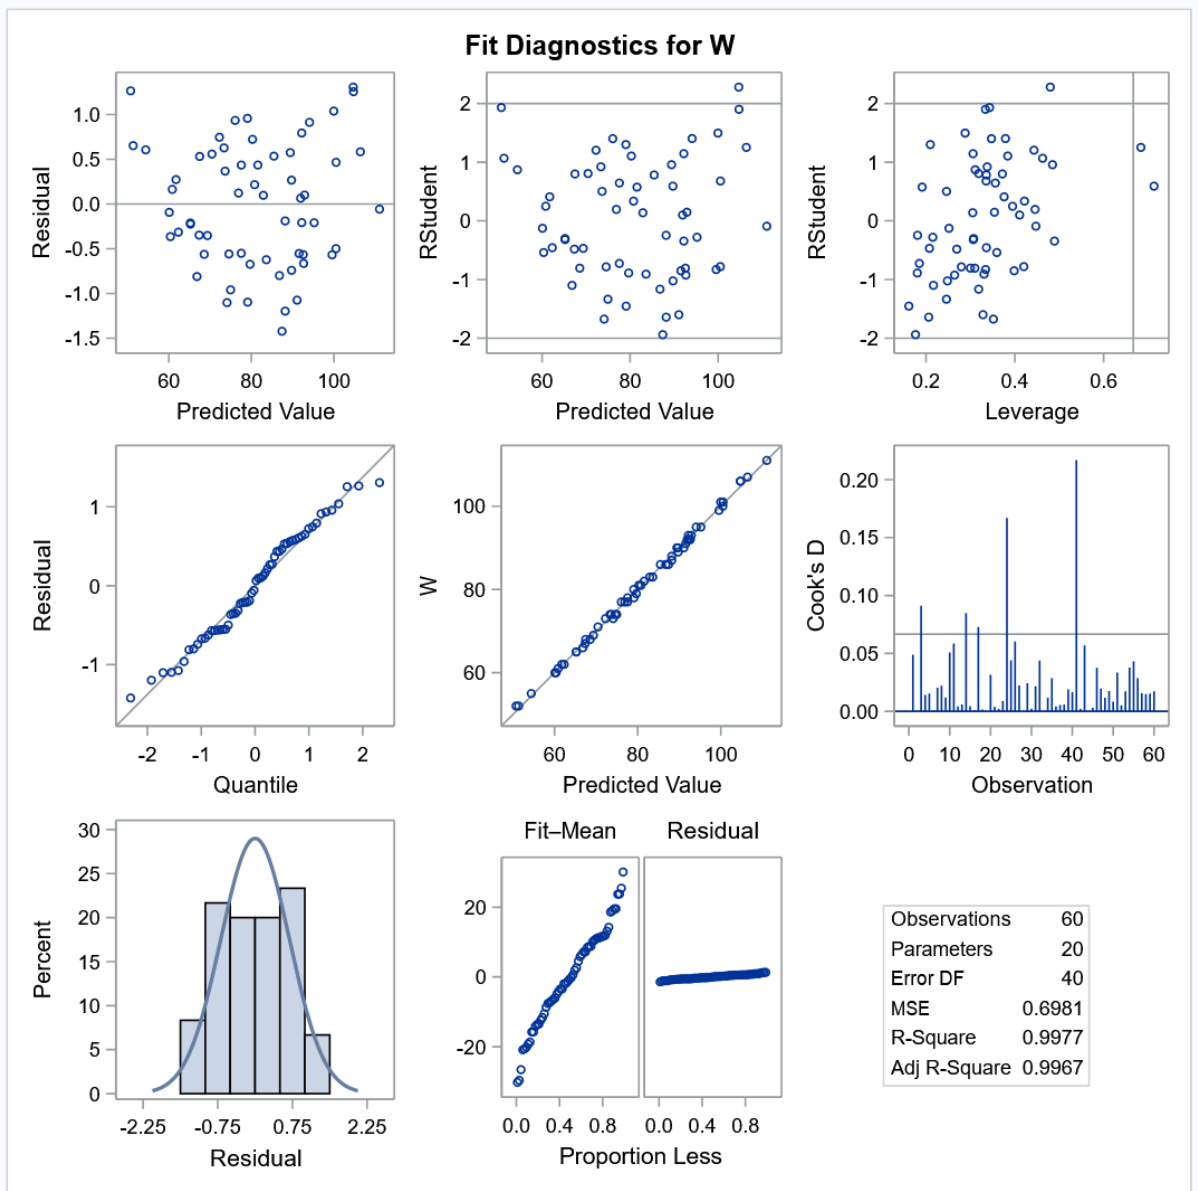 Fit Diagnostics for W
Residual
1.0
0.5
0.0
-0.5
-1.0
-1.5
60 80 100
Predicted Value
RStudent
2
1
0
-1
-2
60 80 100
Predicted Value
RStudent
2
1
0
-1
-2
0.2 0.4 0.6
Leverage
Residual
1
0
-1
-2 -1 0 1 2
Quantile
W
100
80
60
60 80 100
Predicted Value
Cook's D
0.20
0.15
0.10
0.05
0.00
0 10 20 30 40 50 60
Observation
Percent
30
25
20
15
10
5
0
-2.25 -0.75 0.75 2.25
Residual
Fit–Mean Residual
20
0
-20
0.0 0.4 0.8 0.0 0.4 0.8
Proportion Less
Observations 60
Parameters 20
Error DF 40
MSE 0.6981
R-Square 0.9977
Adj R-Square 0.9967